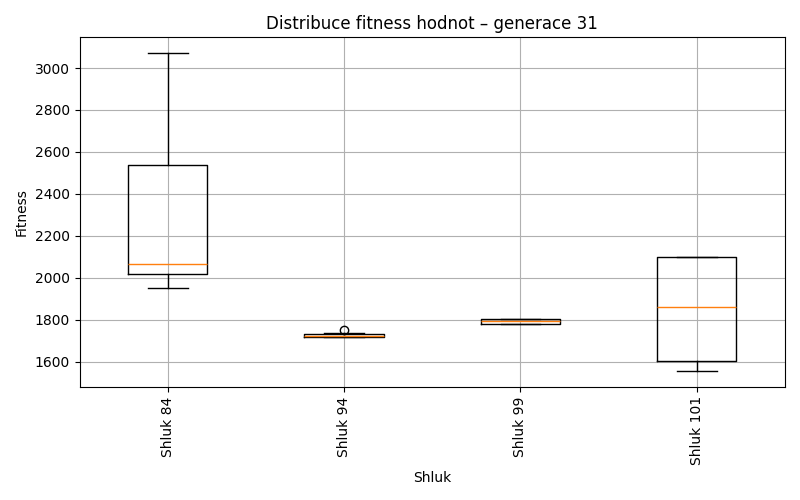 Distribuce fitness hodnot – generace 31
Fitness
3000
2800
2600
2400
2200
2000
1800
1600
Shluk 84
Shluk 94
Shluk 99
Shluk 101
Shluk